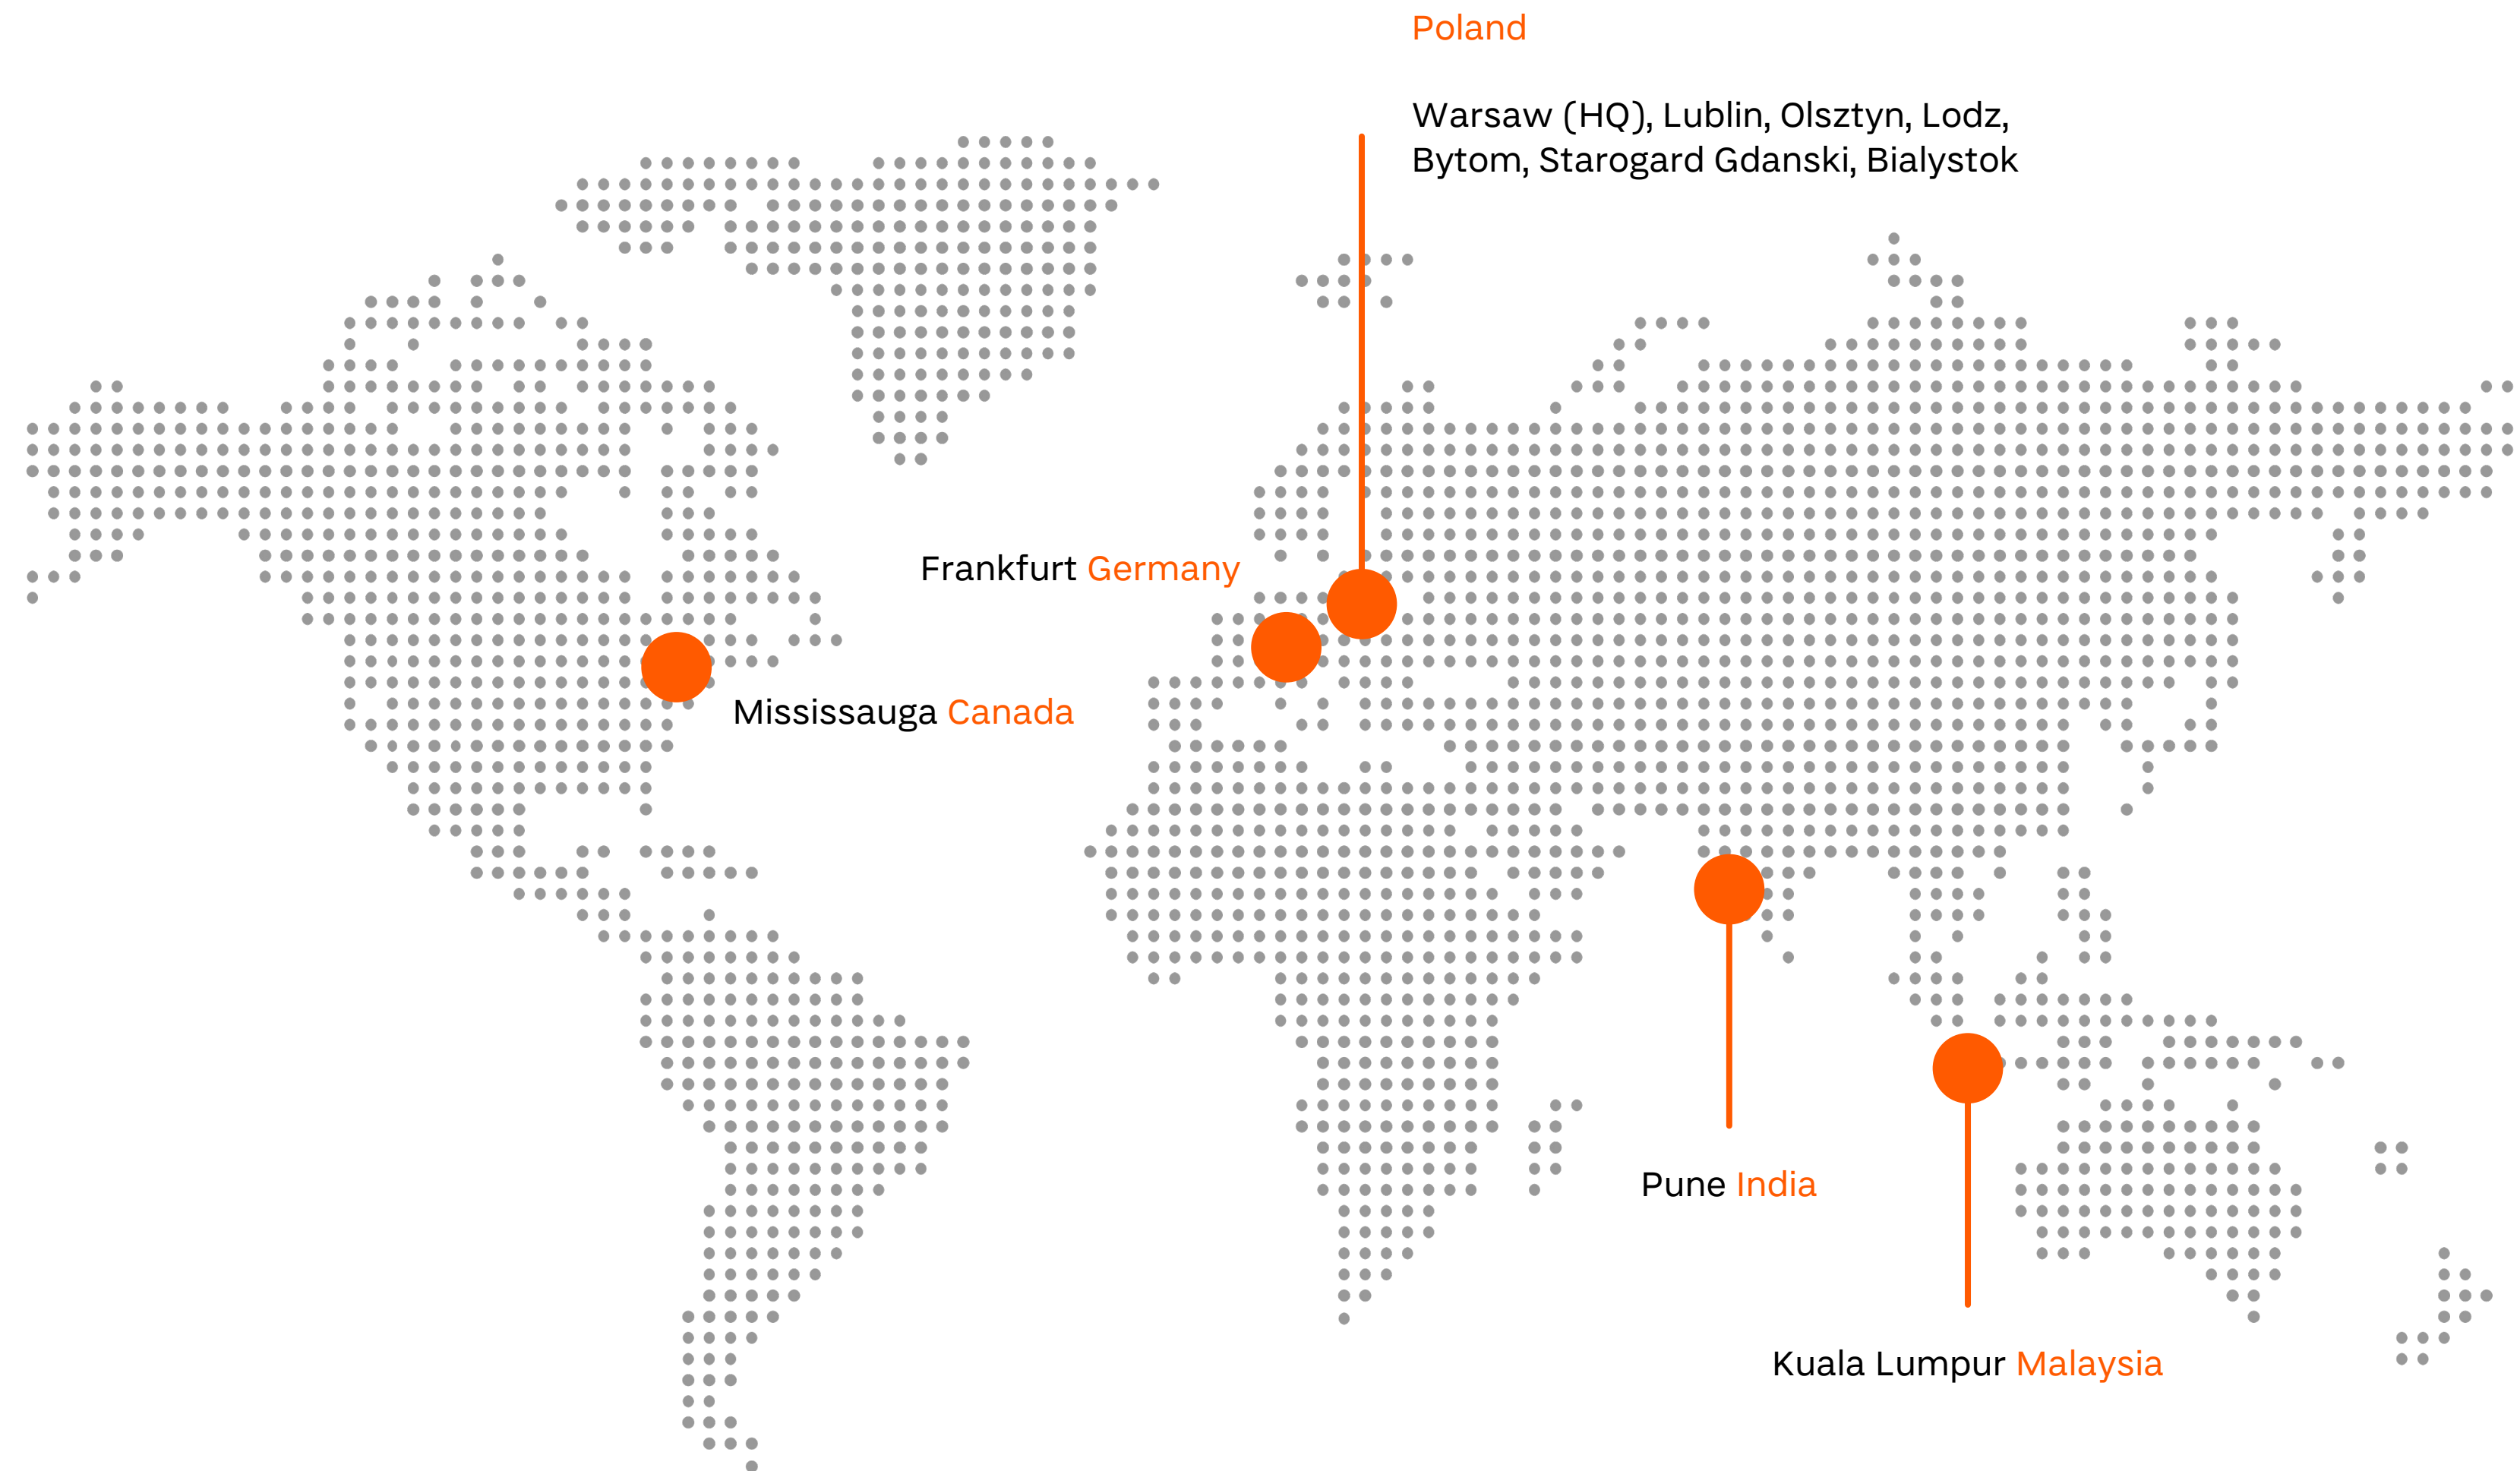 Poland
Warsaw (HQ), Lublin, Olsztyn, Lodz,
Bytom, Starogard Gdanski, Bialystok
Frankfurt Germany
Mississauga Canada
Pune India
Kuala Lumpur Malaysia